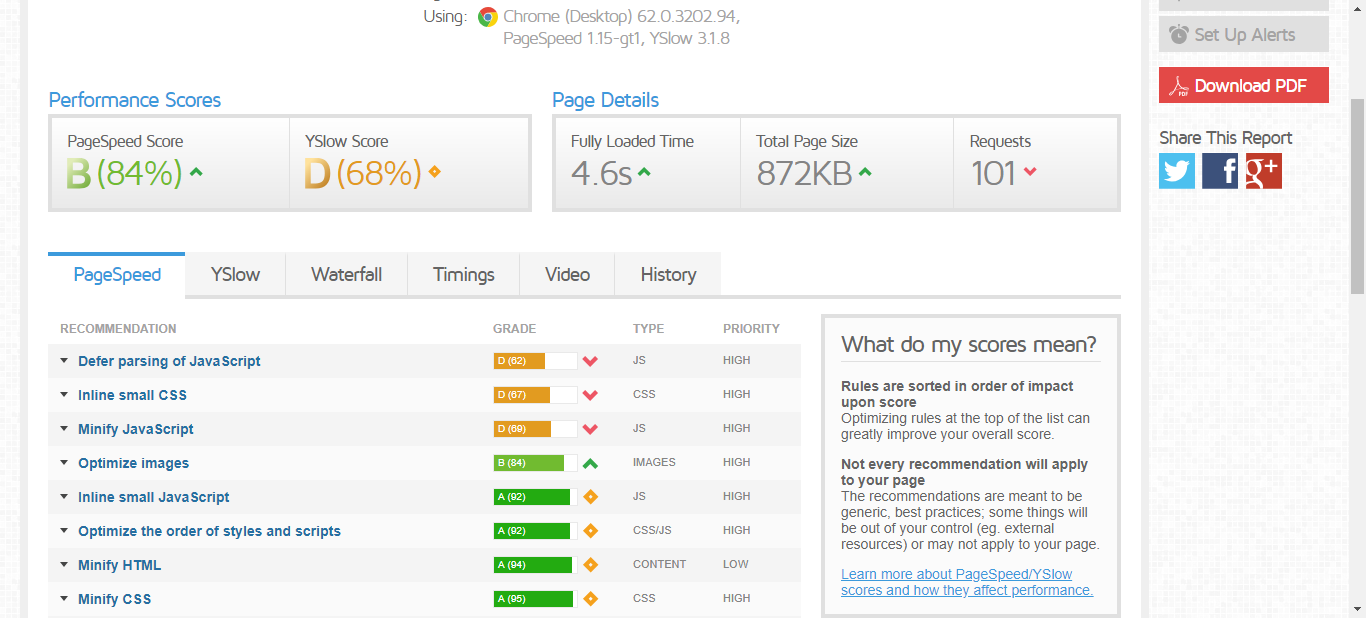 Using: Chrome (Desktop) 62.0.3202.94,
PageSpeed 1.15-gt1, YSlow 3.1.8
Performance Scores
PageSpeed Score
B (84%)
YSlow Score
D (68%)
Page Details
Fully Loaded Time
4.6s
Total Page Size
872KB
Requests
101
PageSpeed YSlow Waterfall Timings Video History
RECOMMENDATION GRADE TYPE PRIORITY
Defer parsing of JavaScript D (62) JS HIGH
Inline small CSS D (67) CSS HIGH
Minify JavaScript D (69) JS HIGH
Optimize images B (84) IMAGES HIGH
Inline small JavaScript A (92) JS HIGH
Optimize the order of styles and scripts A (92) CSS/JS HIGH
Minify HTML A (94) CONTENT LOW
Minify CSS A (95) CSS HIGH
What do my scores mean?
Rules are sorted in order of impact
upon score
Optimizing rules at the top of the list can
greatly improve your overall score.
Not every recommendation will apply
to your page
The recommendations are meant to be
generic, best practices; some things will
be out of your control (eg. external
resources) or may not apply to your page.
Learn more about PageSpeed/YSlow
scores and how they affect performance.
Set Up Alerts
PDF
Download PDF
Share This Report
f
g+